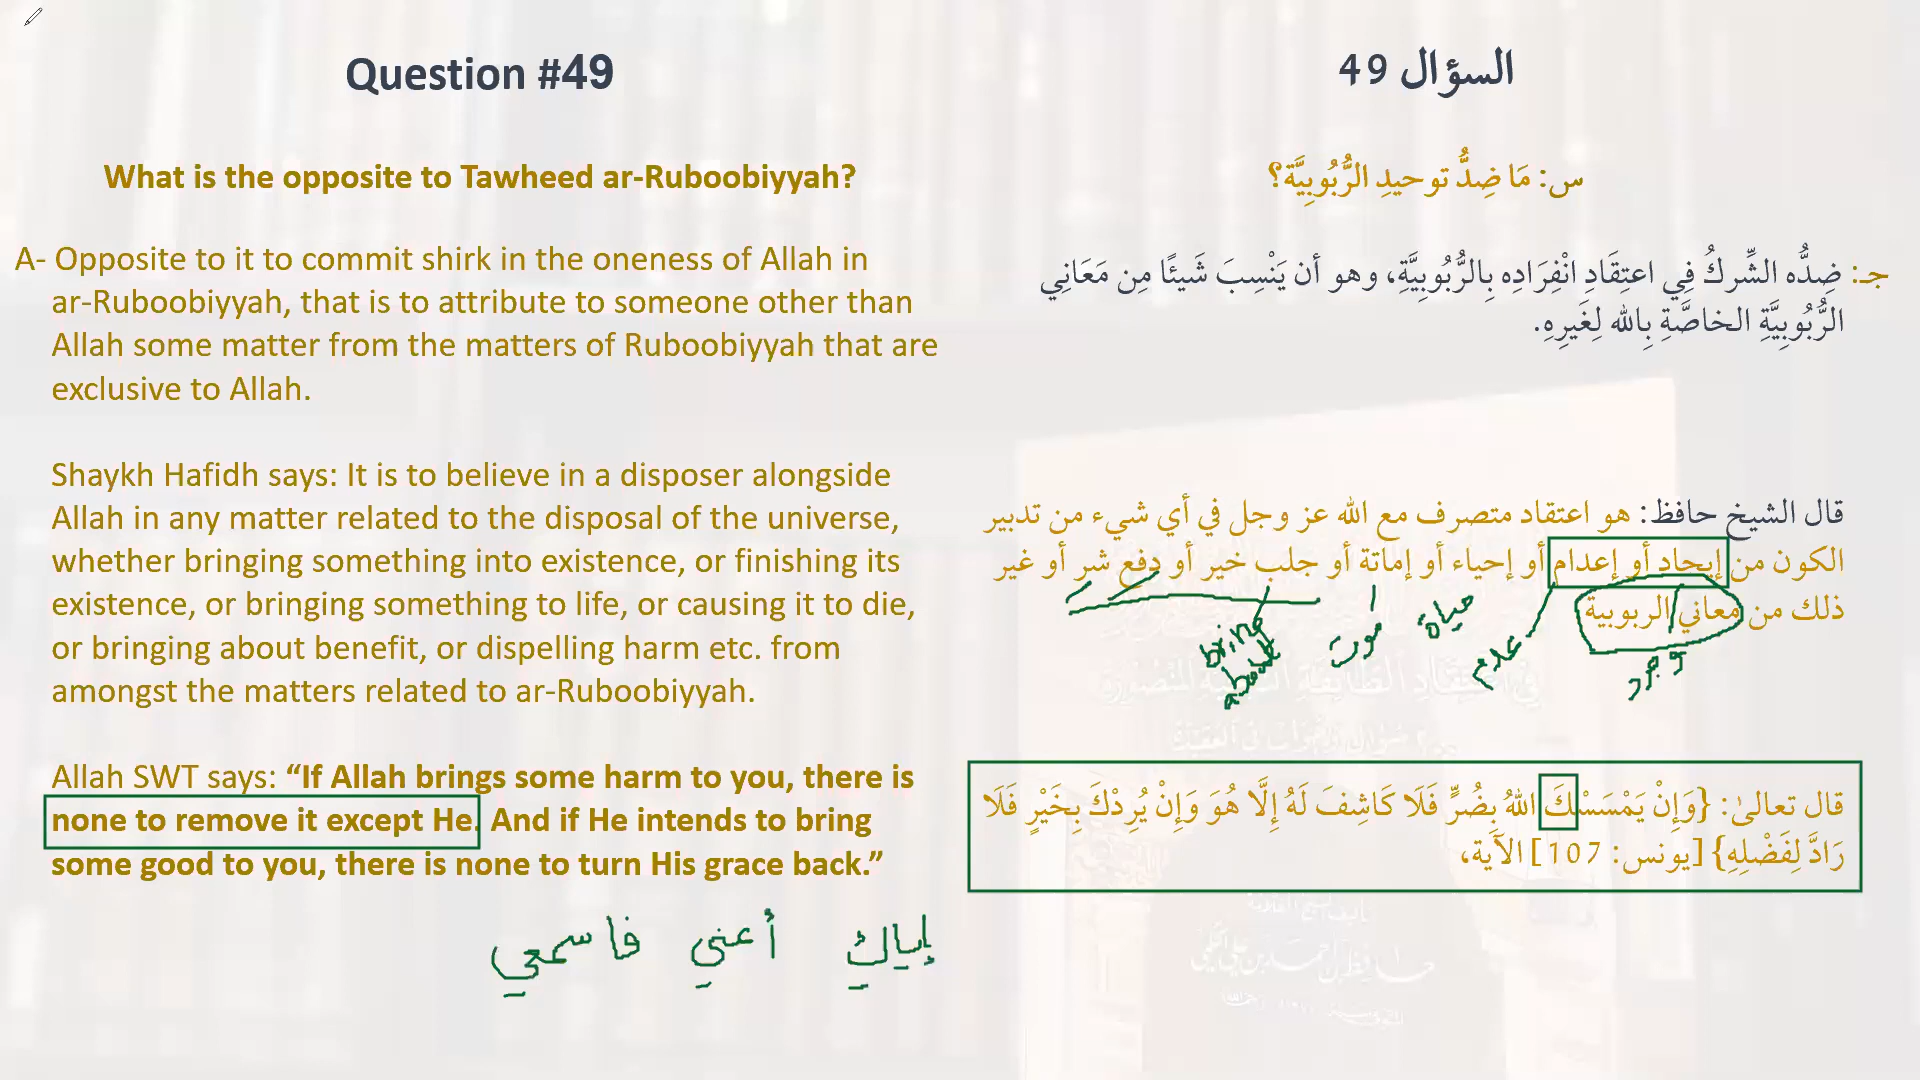 Question #49
What is the opposite to Tawheed ar-Ruboobiyyah?
A- Opposite to it to commit shirk in the oneness of Allah in
ar-Ruboobiyyah, that is to attribute to someone other than
Allah some matter from the matters of Ruboobiyyah that are
exclusive to Allah.
Shaykh Hafidh says: It is to believe in a disposer alongside
Allah in any matter related to the disposal of the universe,
whether bringing something into existence, or finishing its
existence, or bringing something to life, or causing it to die,
or bringing about benefit, or dispelling harm etc. from
amongst the matters related to ar-Ruboobiyyah.
Allah SWT says: “If Allah brings some harm to you, there is
none to remove it except He. And if He intends to bring
some good to you, there is none to turn His grace back.”
إياكِ أعني فاسمعي
السؤال 49
س: مَا ضِدُّ توحيدِ الرُّبُوبِيَّة؟
جـ: ضِدُّه الشِّركُ فِي اعتِقَادِ انْفِرَادِه بِالرُّبُوبِيَّةِ، وهو أن يَنْسِبَ شَيئًا مِن مَعَانِي
الرُّبُوبِيَّةِ الخاصَّةِ بِالله لِغَيرِهِ.
قال الشيخ حافظ: هو اعتقاد متصرف مع الله عز وجل في أي شيء من تدبير
الكون من إيجاد أو إعدام أو إحياء أو إماتة أو جلب خير أو دفع شر أو غير
ذلك من معاني الربوبية
عدم
حياة
موت
bring
about
قال تعالىٰ: {وَإِنْ يَمْسَسْكَ اللهُ بِضُرٍّ فَلَا كَاشِفَ لَهُ إِلَّا هُوَ وَإِنْ يُرِدْكَ بِخَيْرٍ فَلَا
رَادَّ لِفَضْلِهِ} [يونس: 107] الآية،